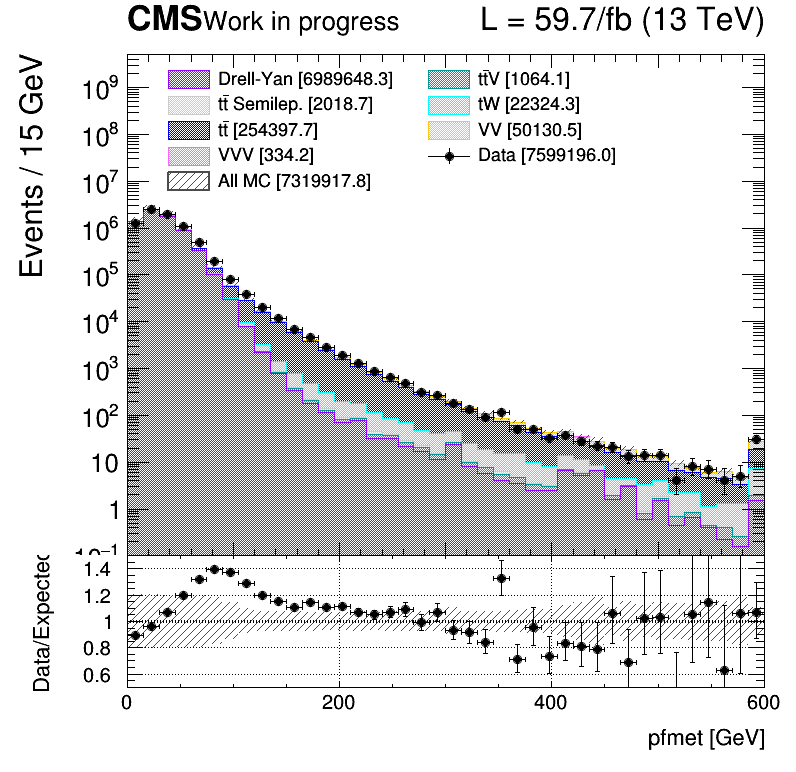 CMS Work in progress L = 59.7/fb (13 TeV)
Events / 15 GeV
Drell-Yan [6989648.3]
tt̄ Semilep. [2018.7]
tt̄ [254397.7]
VVV [334.2]
All MC [7319917.8]
tt̄V [1064.1]
tW [22324.3]
VV [50130.5]
Data [7599196.0]
10⁹
10⁸
10⁷
10⁶
10⁵
10⁴
10³
10²
10
1
10⁻¹
Data/Expected
1.4
1.2
1
0.8
0.6
0 200 400 600
pfmet [GeV]